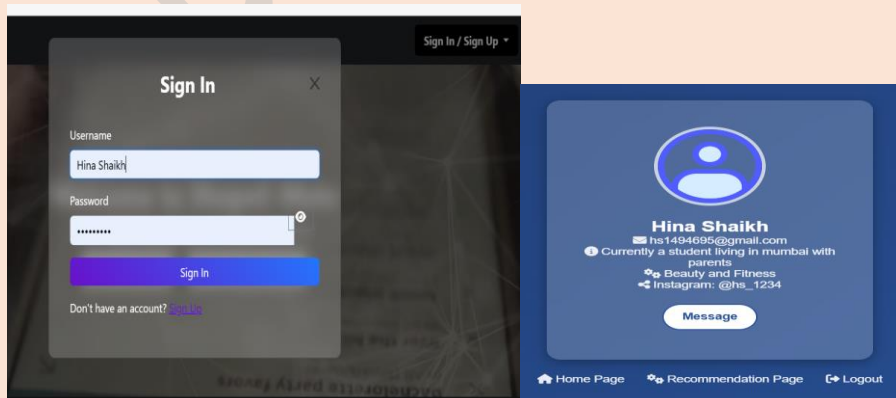 Sign In / Sign Up
Sign In
X
Username
Hina Shaikh
Password
•••••••••
Sign In
Don't have an account? Sign Up
Hina Shaikh
hs1494695@gmail.com
Currently a student living in mumbai with
parents
Beauty and Fitness
Instagram: @hs_1234
Message
Home Page
Recommendation Page
Logout